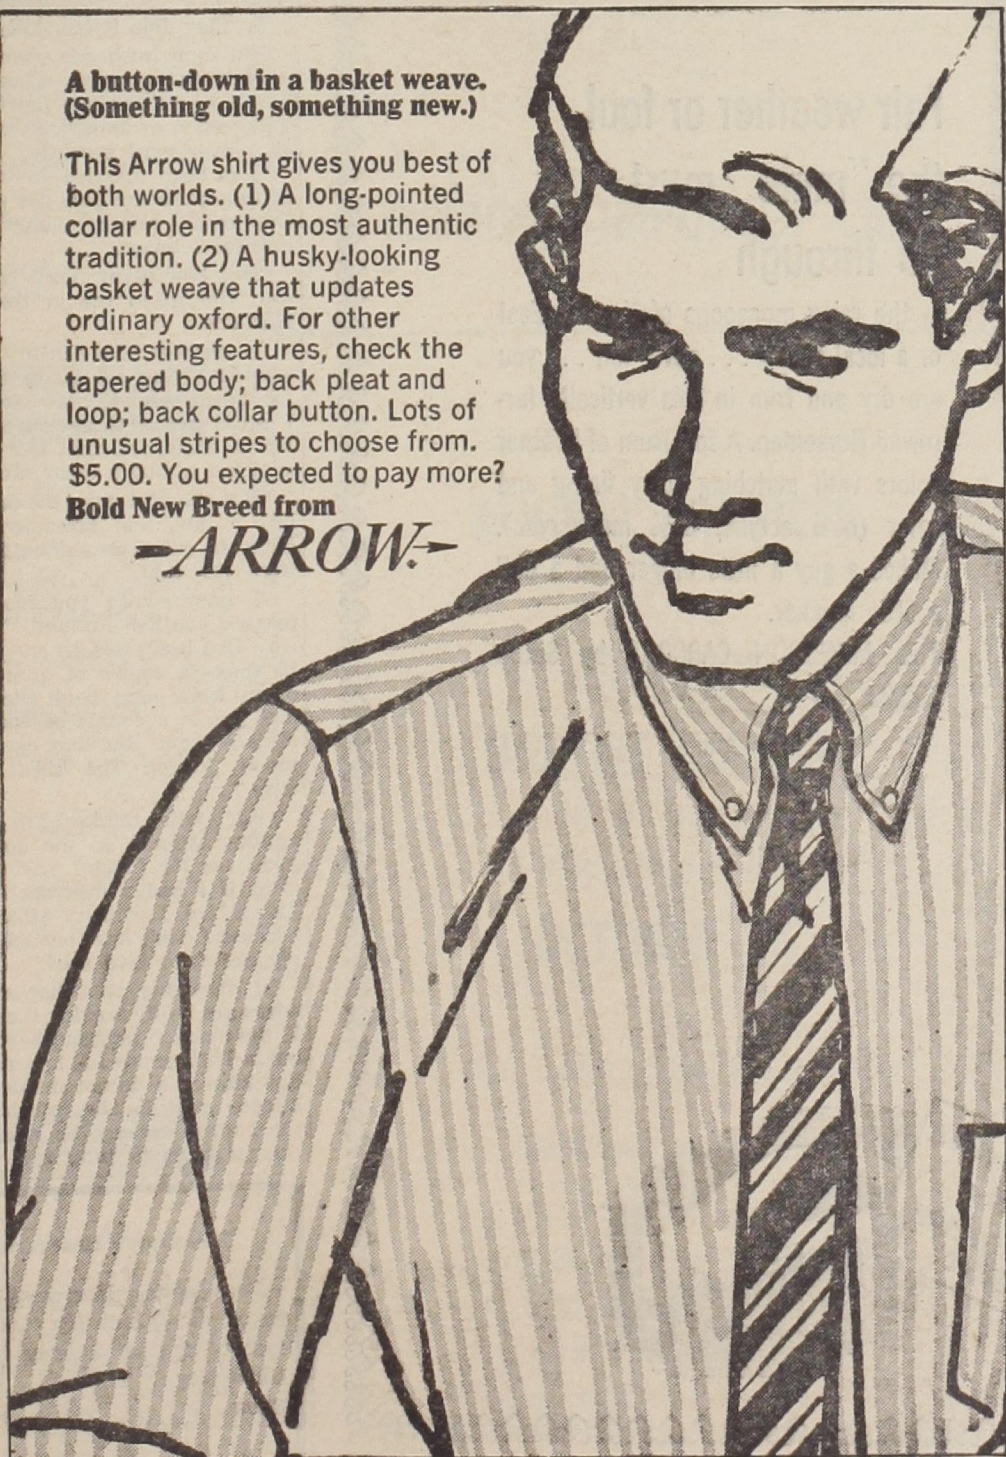 A button-down in a basket weave.
(Something old, something new.)
This Arrow shirt gives you best of
both worlds. (1) A long-pointed
collar role in the most authentic
tradition. (2) A husky-looking
basket weave that updates
ordinary oxford. For other
interesting features, check the
tapered body; back pleat and
loop; back collar button. Lots of
unusual stripes to choose from.
$5.00. You expected to pay more?
Bold New Breed from
ARROW.